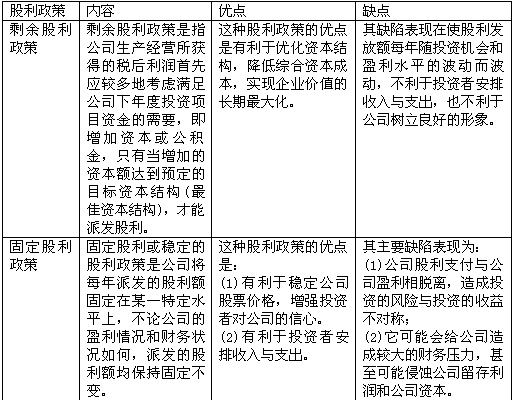 股利政策 内容 优点 缺点
剩余股利
政策
剩余股利政策是指
公司生产经营所获
得的税后利润首先
应较多地考虑满足
公司下年度投资项
目资金的需要，即
增加资本或公积
金，只有当增加的
资本额达到预定的
目标资本结构(最
佳资本结构)，才能
派发股利。
这种股利政策的优点
是有利于优化资本结
构，降低综合资本成
本，实现企业价值的
长期最大化。
其缺陷表现在使股利发
放额每年随投资机会和
盈利水平的波动而波
动，不利于投资者安排
收入与支出，也不利于
公司树立良好的形象。
固定股利
政策
固定股利或稳定的
股利政策是公司将
每年派发的股利额
固定在某一特定水
平上，不论公司的
盈利情况和财务状
况如何，派发的股
利额均保持固定不
变。
这种股利政策的优点
是：
(1)有利于稳定公司
股票价格，增强投资
者对公司的信心。
(2)有利于投资者安
排收入与支出。
其主要缺陷表现为：
(1)公司股利支付与公
司盈利相脱离，造成投
资的风险与投资的收益
不对称；
(2)它可能会给公司造
成较大的财务压力，甚
至可能侵蚀公司留存利
润和公司资本。